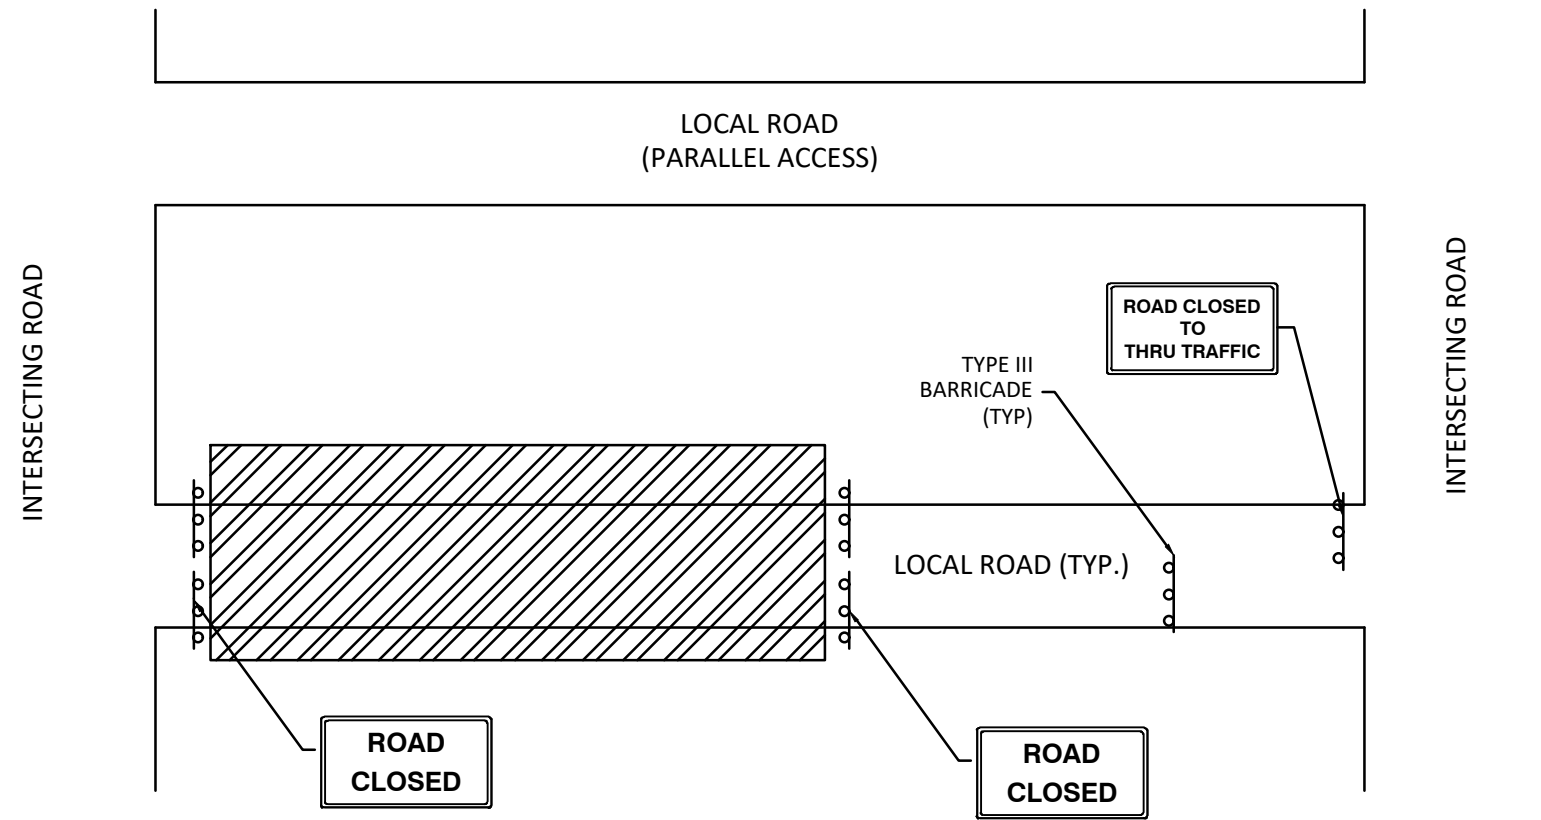 LOCAL ROAD
(PARALLEL ACCESS)
INTERSECTING ROAD
INTERSECTING ROAD
ROAD CLOSED
TO
THRU TRAFFIC
TYPE III
BARRICADE
(TYP)
LOCAL ROAD (TYP.)
ROAD
CLOSED
ROAD
CLOSED